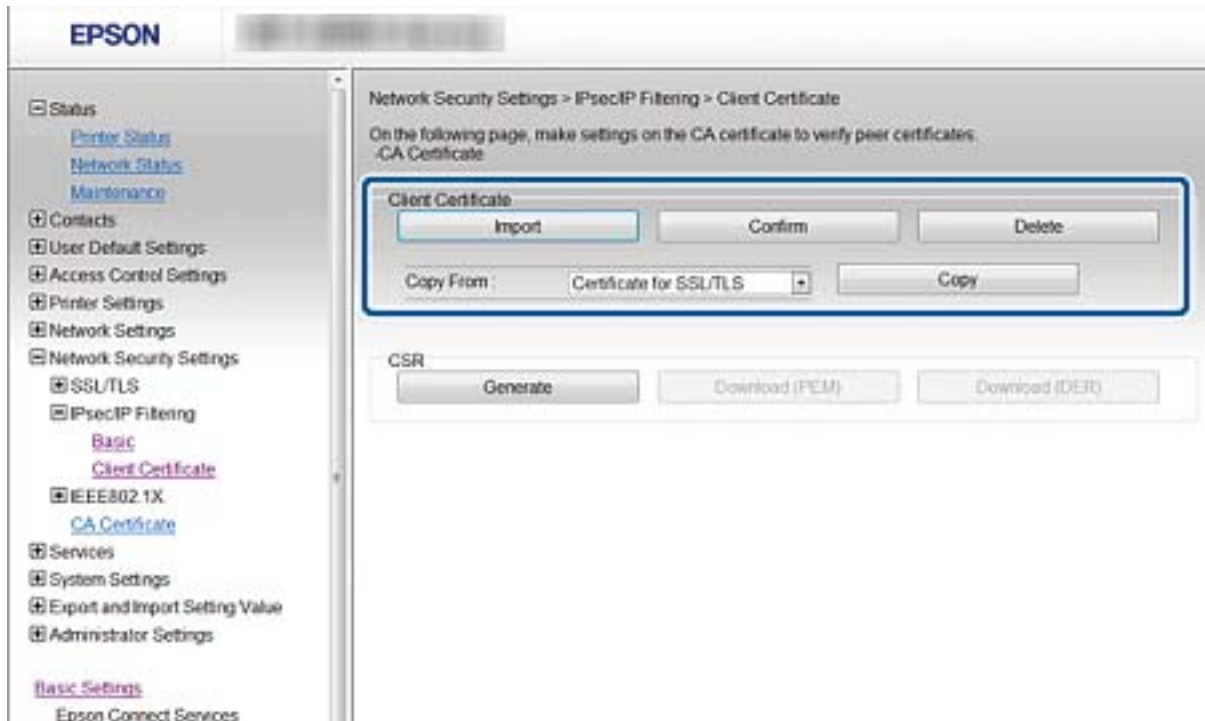 EPSON
Status
Printer Status
Network Status
Maintenance
Contacts
User Default Settings
Access Control Settings
Printer Settings
Network Settings
Network Security Settings
SSL/TLS
IPsec/IP Filtering
Basic
Client Certificate
IEEE802.1X
CA Certificate
Services
System Settings
Export and Import Setting Value
Administrator Settings
Basic Settings
Epson Connect Services
Network Security Settings > IPsec/IP Filtering > Client Certificate
On the following page, make settings on the CA certificate to verify peer certificates.
-CA Certificate
Client Certificate
Import Confirm Delete
Copy From : Certificate for SSL/TLS Copy
CSR
Generate Download (PEM) Download (DER)